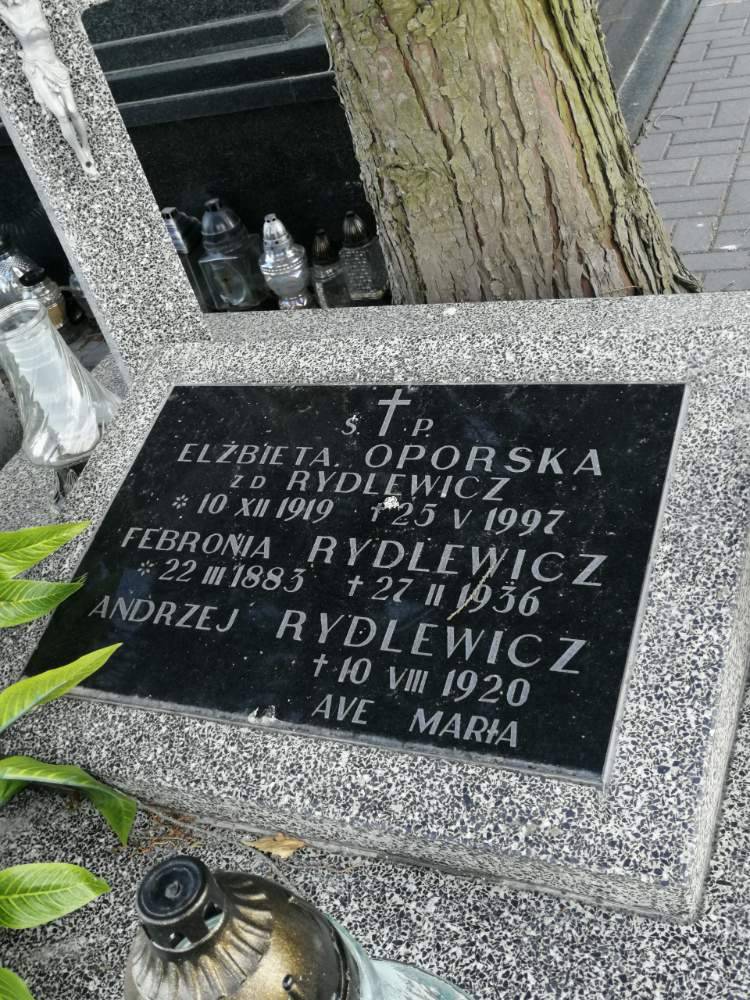 Ś † P.
ELŻBIETA OPORSKA
Z D RYDLEWICZ
* 10 XII 1919 † 25 V 1997
FEBRONIA RYDLEWICZ
* 22 III 1883 † 27 II 1936
ANDRZEJ RYDLEWICZ
† 10 VIII 1920
AVE MARIA